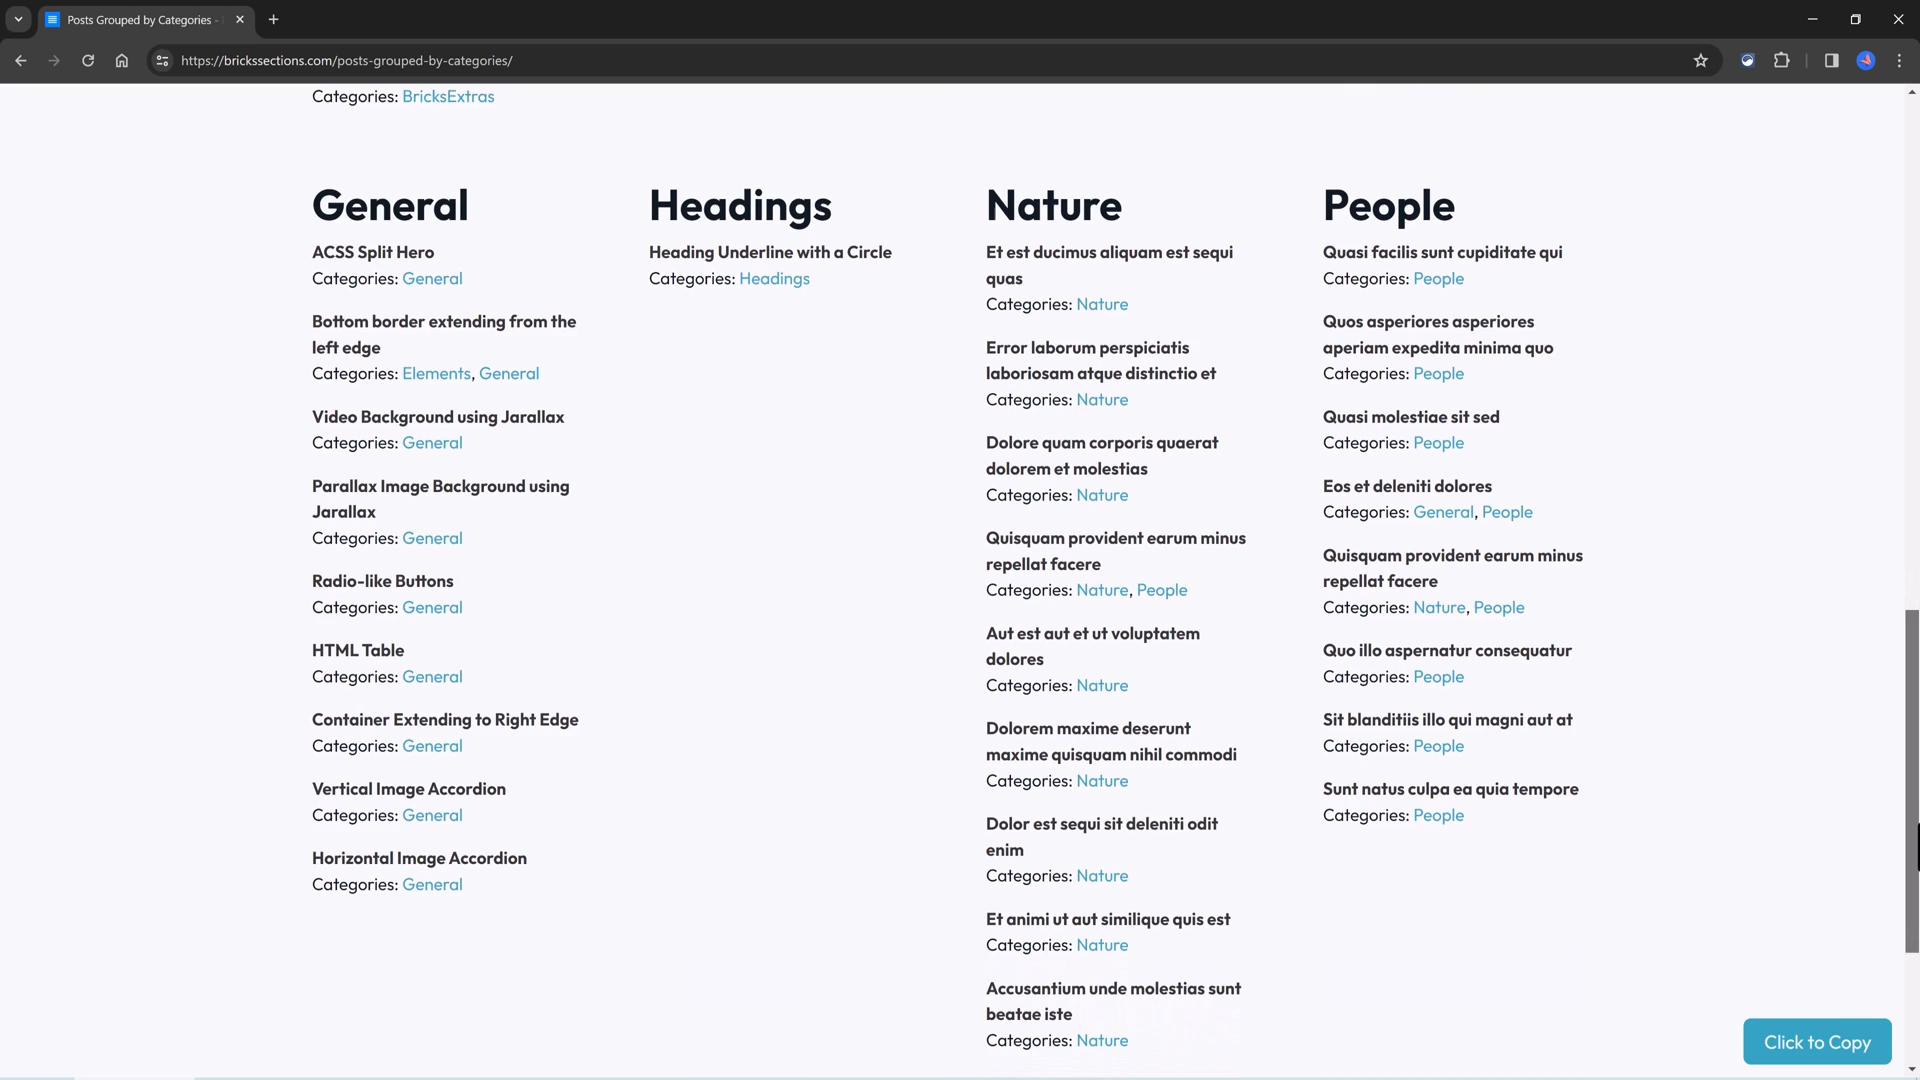 Posts Grouped by Categories -
https://brickssections.com/posts-grouped-by-categories/
Categories: BricksExtras
General
ACSS Split Hero
Categories: General
Bottom border extending from the
left edge
Categories: Elements, General
Video Background using Jarallax
Categories: General
Parallax Image Background using
Jarallax
Categories: General
Radio-like Buttons
Categories: General
HTML Table
Categories: General
Container Extending to Right Edge
Categories: General
Vertical Image Accordion
Categories: General
Horizontal Image Accordion
Categories: General
Headings
Heading Underline with a Circle
Categories: Headings
Nature
Et est ducimus aliquam est sequi
quas
Categories: Nature
Error laborum perspiciatis
laboriosam atque distinctio et
Categories: Nature
Dolore quam corporis quaerat
dolorem et molestias
Categories: Nature
Quisquam provident earum minus
repellat facere
Categories: Nature, People
Aut est aut et ut voluptatem
dolores
Categories: Nature
Dolorem maxime deserunt
maxime quisquam nihil commodi
Categories: Nature
Dolor est sequi sit deleniti odit
enim
Categories: Nature
Et animi ut aut similique quis est
Categories: Nature
Accusantium unde molestias sunt
beatae iste
Categories: Nature
People
Quasi facilis sunt cupiditate qui
Categories: People
Quos asperiores asperiores
aperiam expedita minima quo
Categories: People
Quasi molestiae sit sed
Categories: People
Eos et deleniti dolores
Categories: General, People
Quisquam provident earum minus
repellat facere
Categories: Nature, People
Quo illo aspernatur consequatur
Categories: People
Sit blanditiis illo qui magni aut at
Categories: People
Sunt natus culpa ea quia tempore
Categories: People
Click to Copy